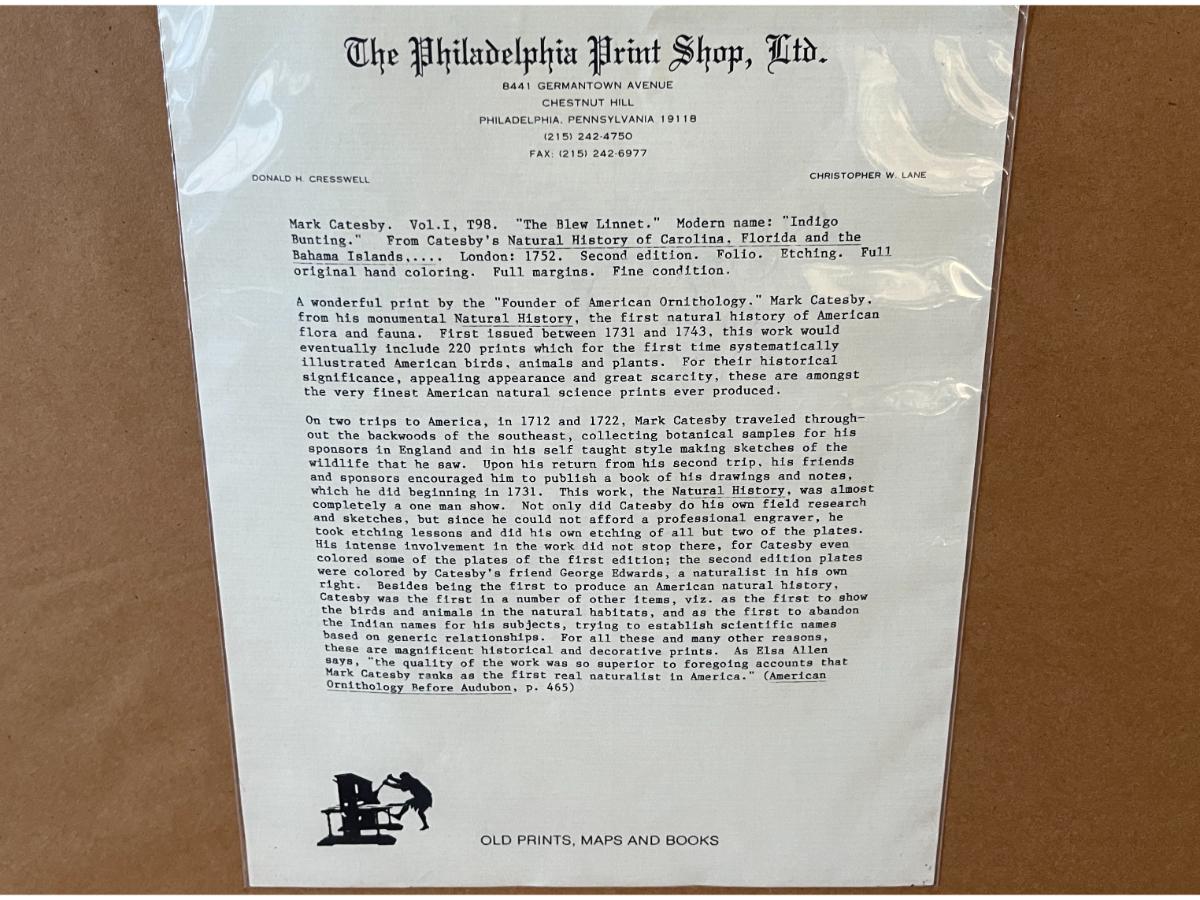 The Philadelphia Print Shop, Ltd.
8441 GERMANTOWN AVENUE
CHESTNUT HILL
PHILADELPHIA, PENNSYLVANIA 19118
(215) 242-4750
FAX: (215) 242-6977
DONALD H. CRESSWELL
CHRISTOPHER W. LANE
Mark Catesby. Vol.I, T98. "The Blew Linnet." Modern name: "Indigo
Bunting." From Catesby's Natural History of Carolina, Florida and the
Bahama Islands,.... London: 1752. Second edition. Folio. Etching. Full
original hand coloring. Full margins. Fine condition.
A wonderful print by the "Founder of American Ornithology." Mark Catesby,
from his monumental Natural History, the first natural history of American
flora and fauna. First issued between 1731 and 1743, this work would
eventually include 220 prints which for the first time systematically
illustrated American birds, animals and plants. For their historical
significance, appealing appearance and great scarcity, these are amongst
the very finest American natural science prints ever produced.
On two trips to America, in 1712 and 1722, Mark Catesby traveled through-
out the backwoods of the southeast, collecting botanical samples for his
sponsors in England and in his self taught style making sketches of the
wildlife that he saw. Upon his return from his second trip, his friends
and sponsors encouraged him to publish a book of his drawings and notes,
which he did beginning in 1731. This work, the Natural History, was almost
completely a one man show. Not only did Catesby do his own field research
and sketches, but since he could not afford a professional engraver, he
took etching lessons and did his own etching of all but two of the plates.
His intense involvement in the work did not stop there, for Catesby even
colored some of the plates of the first edition; the second edition plates
were colored by Catesby's friend George Edwards, a naturalist in his own
right. Besides being the first to produce an American natural history,
Catesby was the first in a number of other items, viz. as the first to show
the birds and animals in the natural habitats, and as the first to abandon
the Indian names for his subjects, trying to establish scientific names
based on generic relationships. For all these and many other reasons,
these are magnificent historical and decorative prints. As Elsa Allen
says, "the quality of the work was so superior to foregoing accounts that
Mark Catesby ranks as the first real naturalist in America." (American
Ornithology Before Audubon, p. 465)
OLD PRINTS, MAPS AND BOOKS